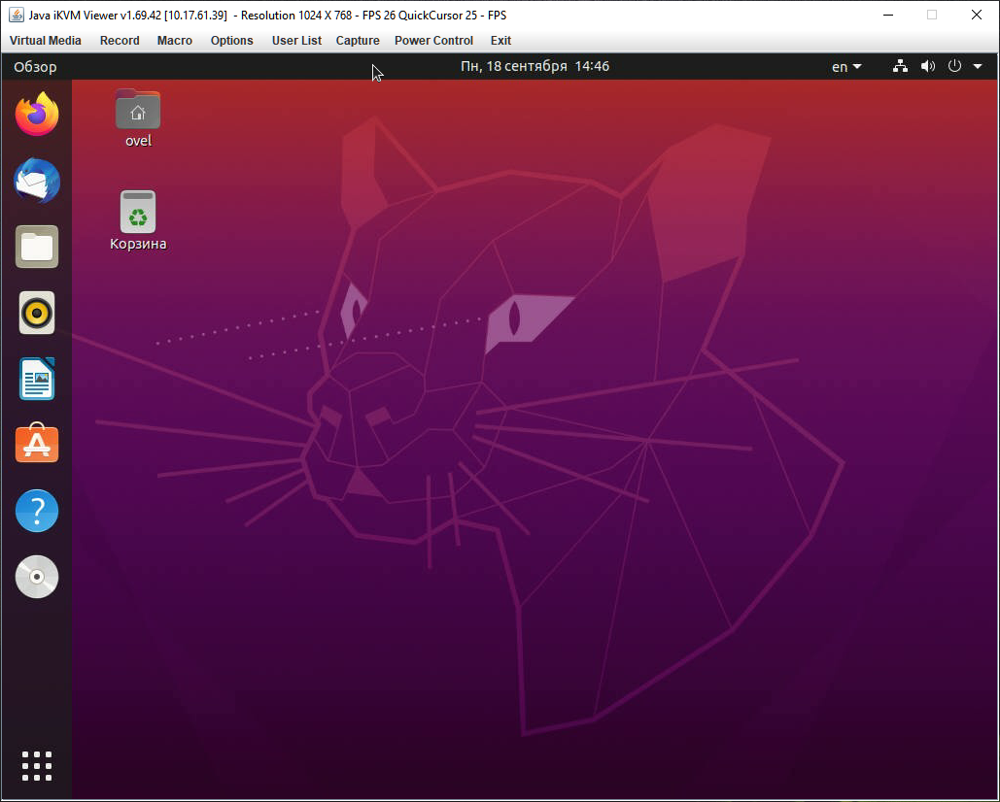 Java iKVM Viewer v1.69.42 [10.17.61.39]  - Resolution 1024 X 768 - FPS 26 QuickCursor 25 - FPS
Virtual Media Record Macro Options User List Capture Power Control Exit
Обзор Пн, 18 сентября  14:46 en
ovel
Корзина